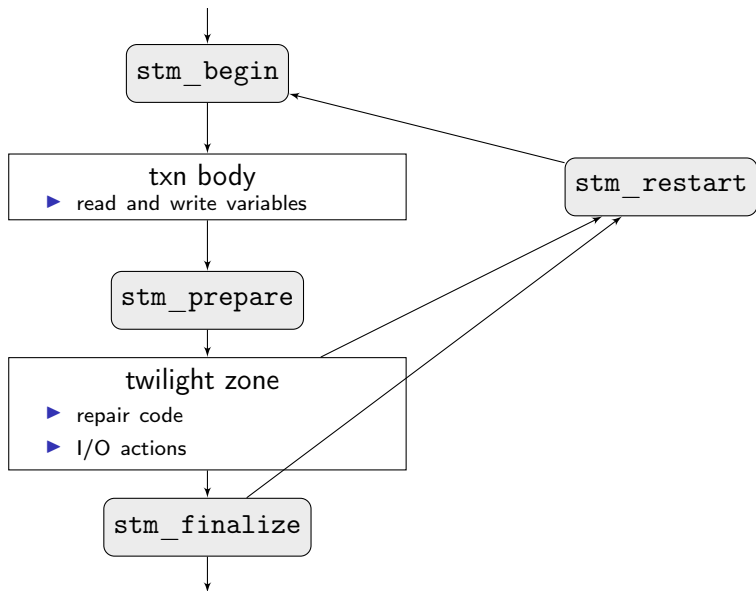 stm_begin
txn body
▶ read and write variables
stm_restart
stm_prepare
twilight zone
▶ repair code
▶ I/O actions
stm_finalize